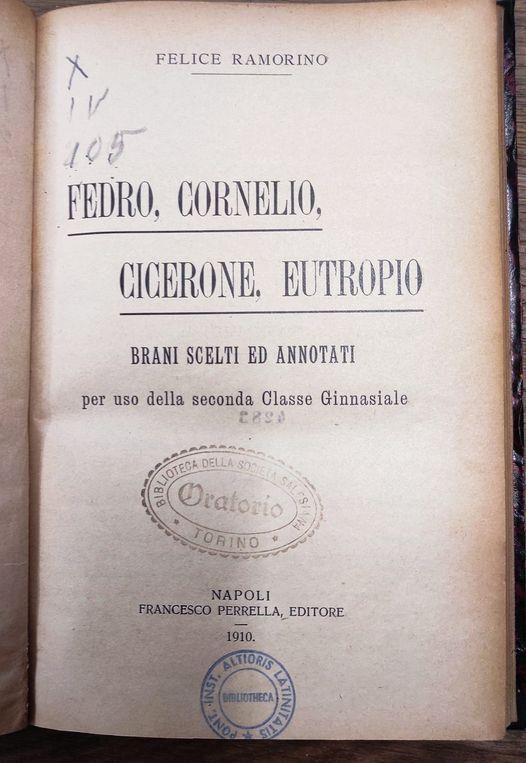 FELICE RAMORINO
X
IV
105
FEDRO, CORNELIO,
CICERONE, EUTROPIO
BRANI SCELTI ED ANNOTATI
per uso della seconda Classe Ginnasiale
BIBLIOTECA DELLA SOCIETÀ SALESIANA
Oratorio
* TORINO *
NAPOLI
FRANCESCO PERRELLA, EDITORE
1910.
PONT. INST. ALTIORIS LATINITATIS
BIBLIOTHECA